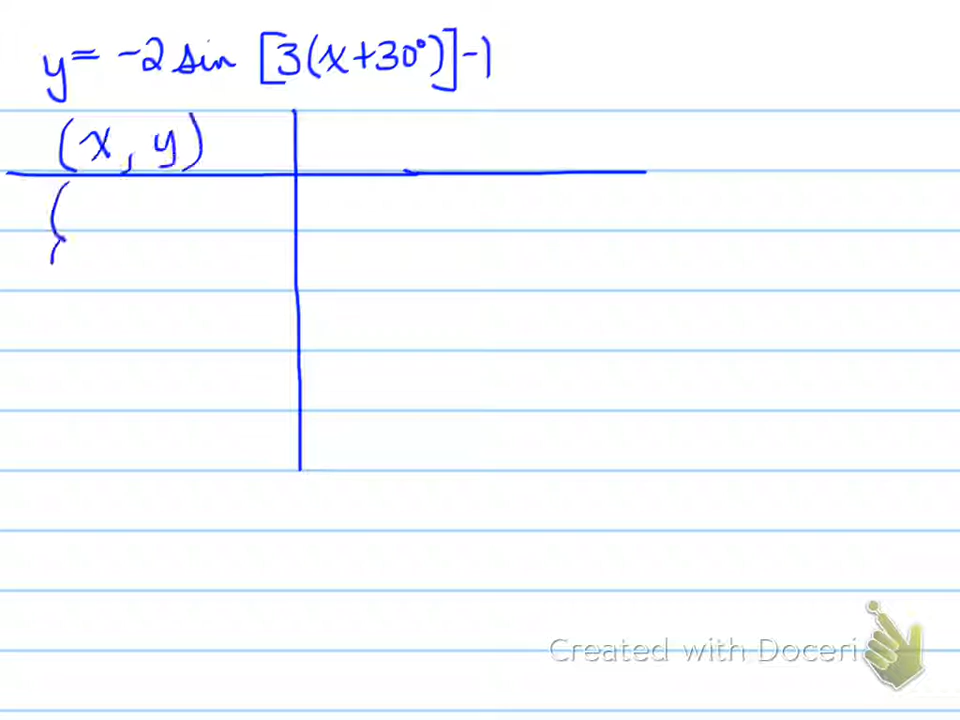 y = -2 sin [3(x+30°)] -1
(x, y)
(
Created with Doceri